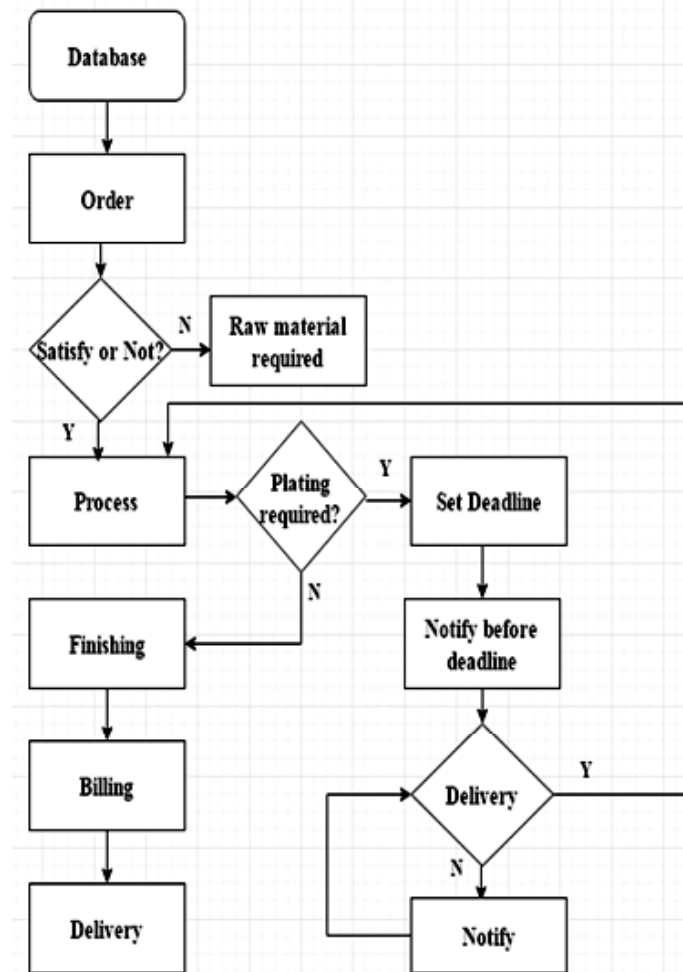 Database
Order
Satisfy or Not?
N
Raw material
required
Y
Process
Plating
required?
Y
Set Deadline
N
Finishing
Notify before
deadline
Billing
Delivery
Y
N
Delivery
Notify